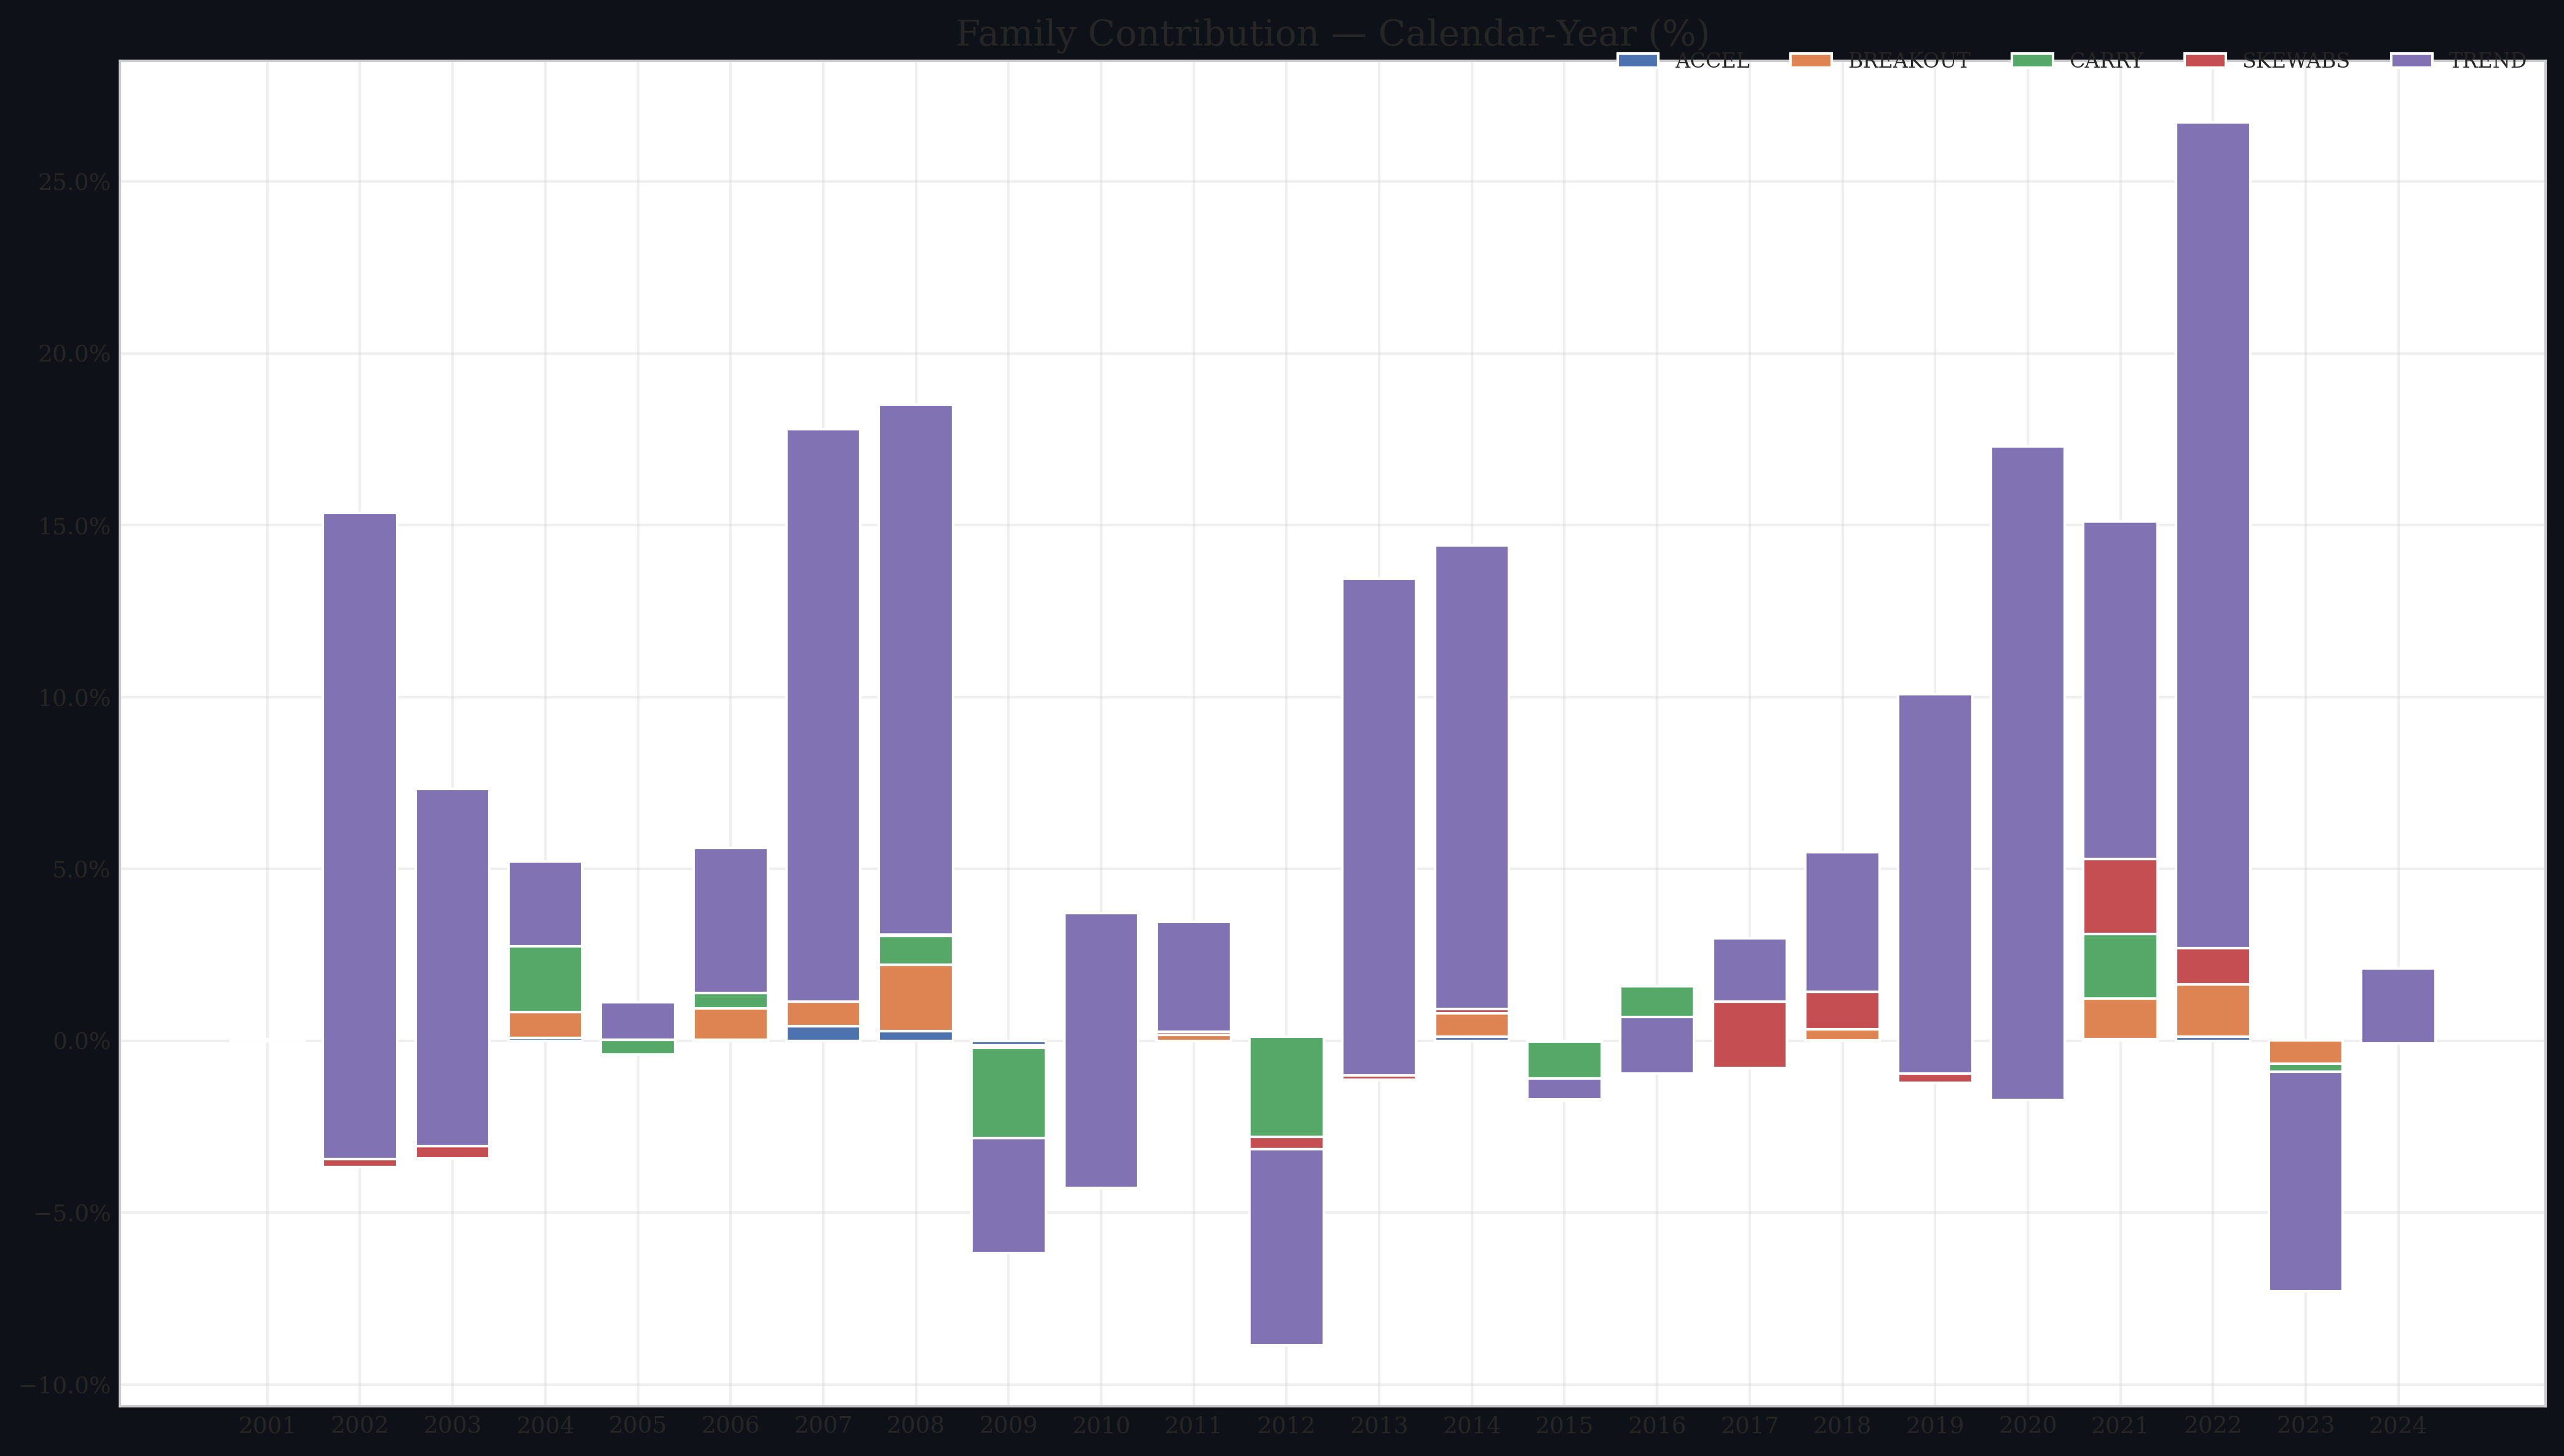 Family Contribution — Calendar-Year (%)
ACCEL BREAKOUT CARRY SKEWABS TREND
25.0%
20.0%
15.0%
10.0%
5.0%
0.0%
−5.0%
−10.0%
2001 2002 2003 2004 2005 2006 2007 2008 2009 2010 2011 2012 2013 2014 2015 2016 2017 2018 2019 2020 2021 2022 2023 2024